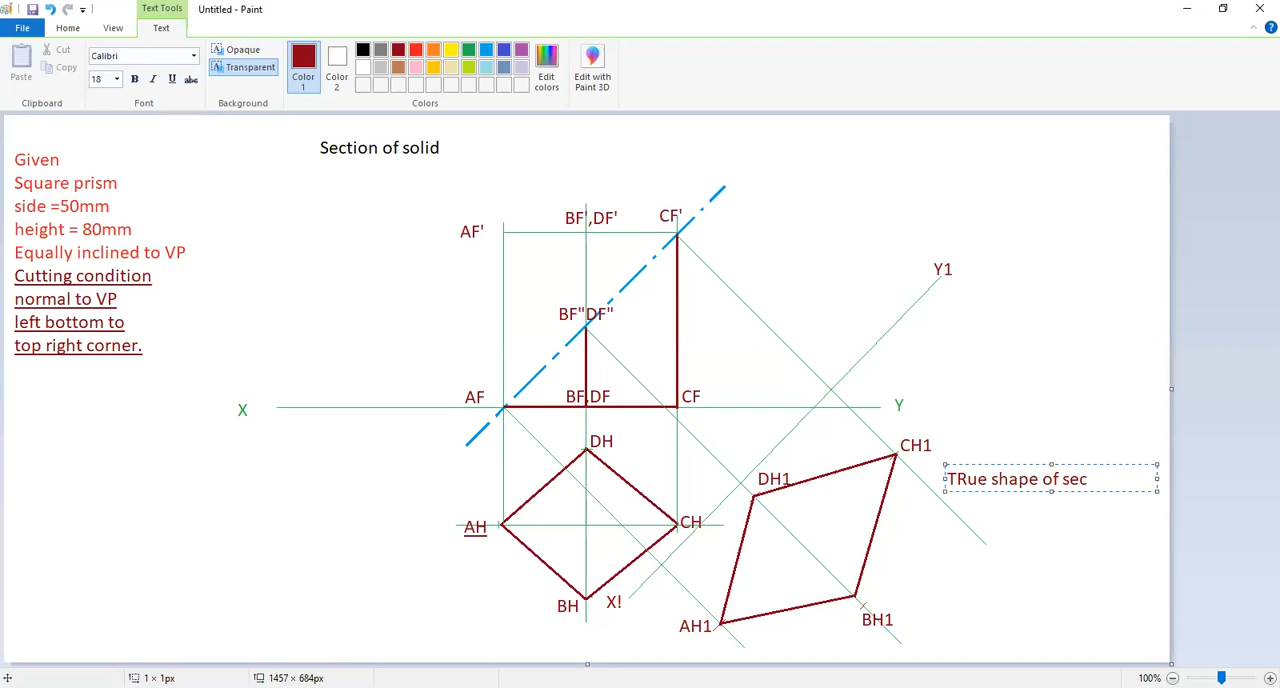 Text Tools
Untitled - Paint
File
Home
View
Text
Paste
Cut
Copy
Clipboard
Calibri
18
B I U abc
Font
Opaque
Transparent
Background
Color 1
Color 2
Colors
Edit colors
Edit with Paint 3D
Section of solid
Given
Square prism
side =50mm
height = 80mm
Equally inclined to VP
Cutting condition
normal to VP
left bottom to
top right corner.
AF'
BF',DF'
CF'
Y1
BF"DF"
AF
BF,DF
CF
X
Y
DH
CH1
DH1
TRue shape of sec
AH
CH
BH
X!
AH1
BH1
1 × 1px
1457 × 684px
100%